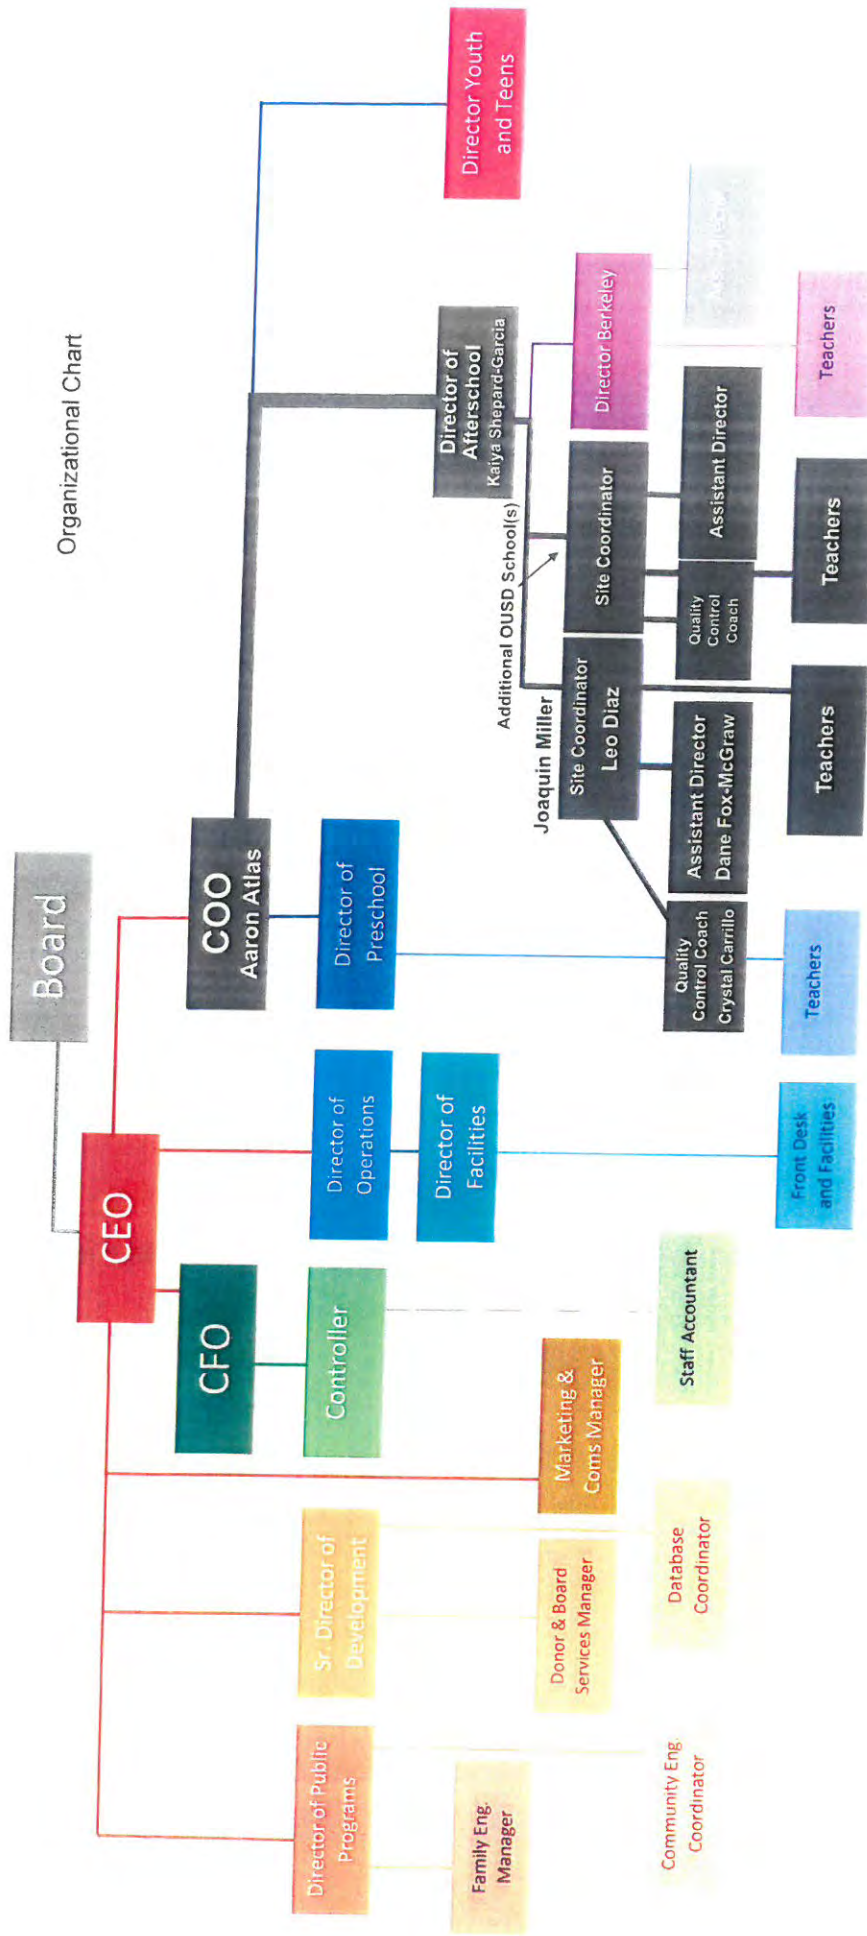 Organizational Chart
Board
CEO
CFO
COO
Aaron Atlas
Director of Public
Programs
Sr. Director of
Development
Controller
Director of
Operations
Director of
Preschool
Director of
Afterschool
Kaiya Shepard-Garcia
Director Youth
and Teens
Family Eng.
Manager
Director of
Facilities
Additional OUSD School(s)
Joaquin Miller
Donor & Board
Services Manager
Marketing &
Coms Manager
Site Coordinator
Leo Diaz
Site Coordinator
Director Berkeley
Community Eng.
Coordinator
Database
Coordinator
Staff Accountant
Quality
Control Coach
Crystal Carrillo
Assistant Director
Dane Fox-McGraw
Quality
Control
Coach
Assistant Director
Front Desk
and Facilities
Teachers
Teachers
Teachers
Teachers